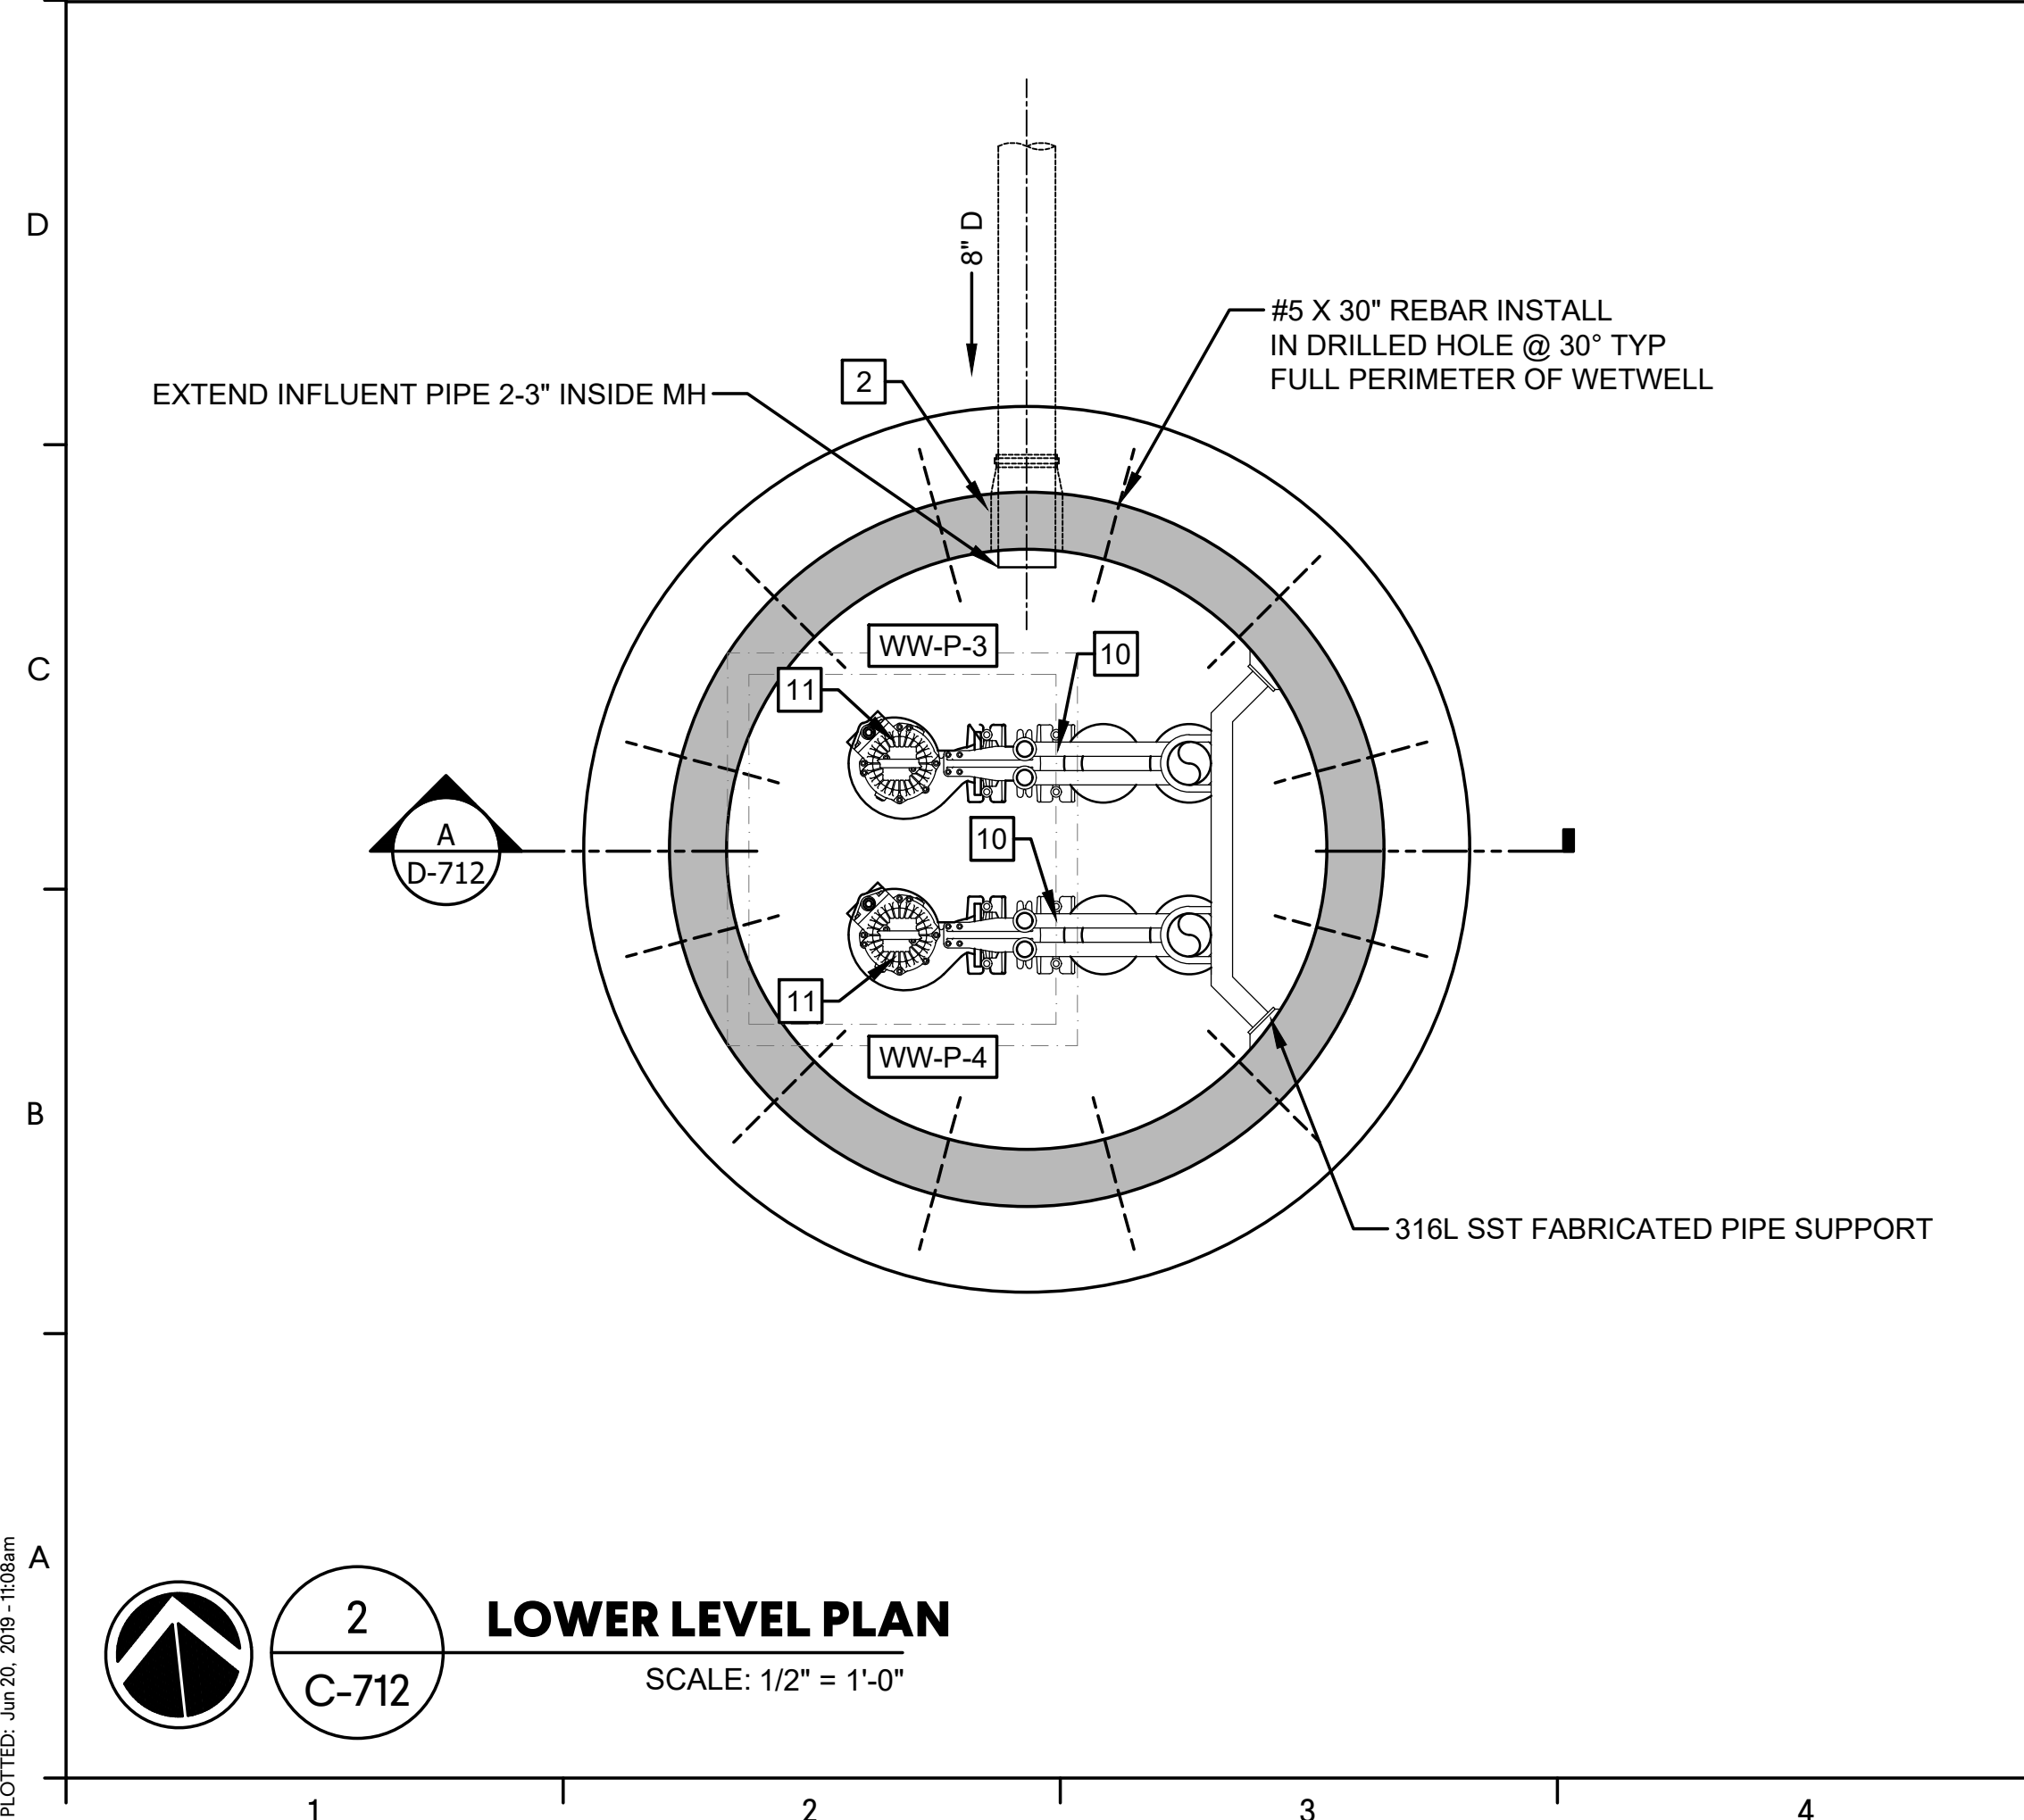 D
8" D
#5 X 30" REBAR INSTALL
IN DRILLED HOLE @ 30° TYP
FULL PERIMETER OF WETWELL
2
EXTEND INFLUENT PIPE 2-3" INSIDE MH
C
WW-P-3
10
11
A
D-712
10
11
WW-P-4
B
316L SST FABRICATED PIPE SUPPORT
A
2
C-712
LOWER LEVEL PLAN
SCALE: 1/2" = 1'-0"
PLOTTED: Jun 20, 2019 - 11:08am
1
2
3
4